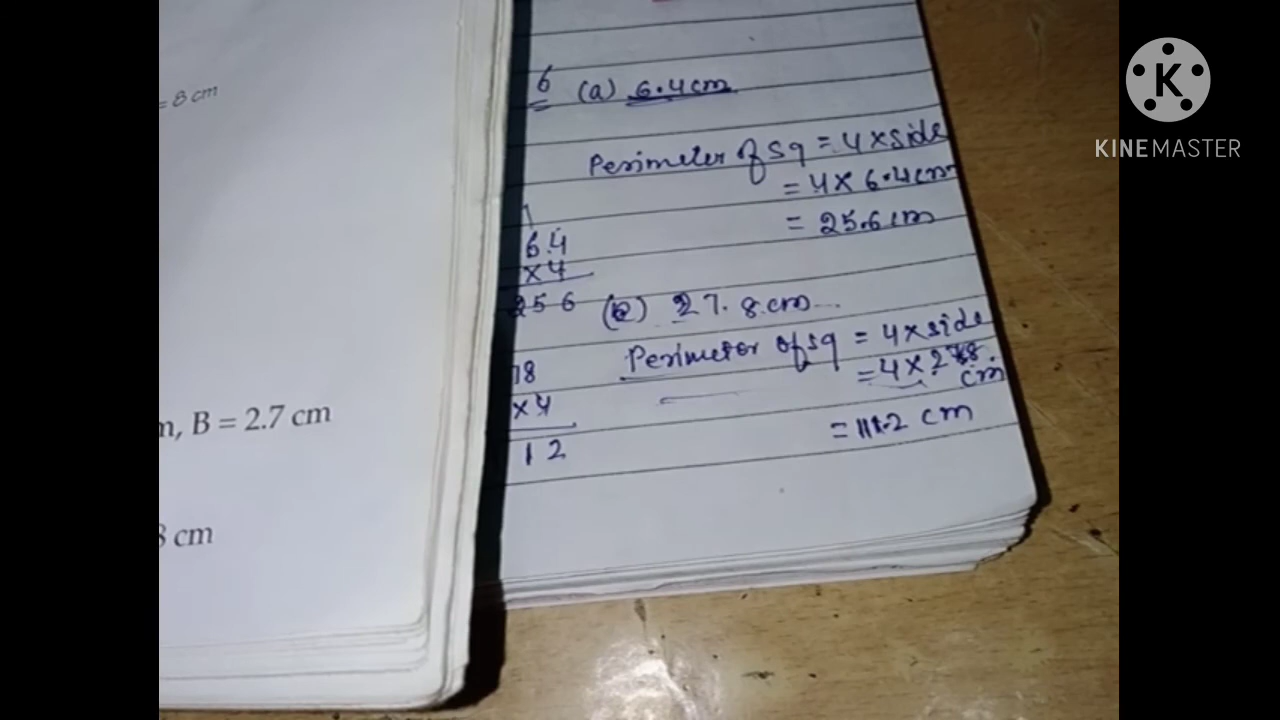 = 8 cm
m, B = 2.7 cm
8 cm
6 (a) 6.4cm
Perimeter of sq = 4 x side
= 4 x 6.4cm
= 25.6 cm
6.4
x 4
256
(c) 27.8 cm
Perimeter of sq = 4 x side
= 4 x 27.8
cm
= 111.2 cm
78
x 4
12
K
KINEMASTER